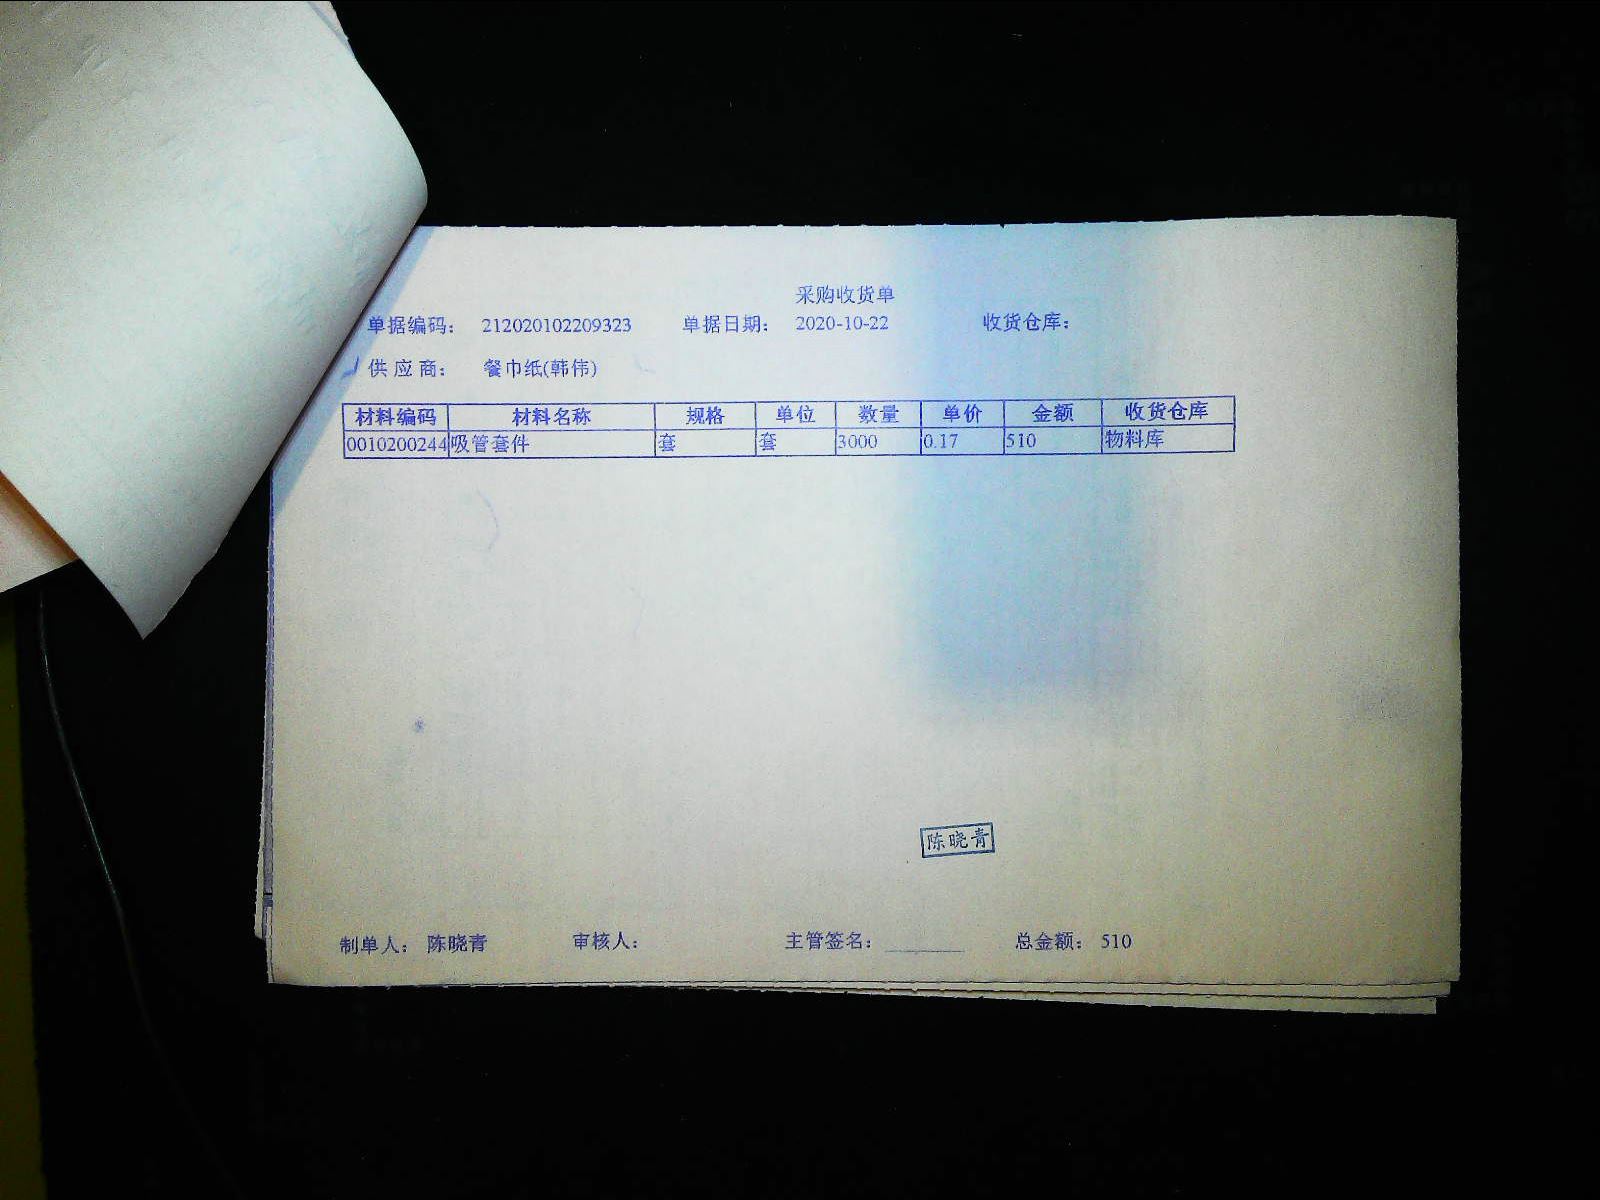 采购收货单
单据编码： 212020102209323 单据日期： 2020-10-22 收货仓库：
供应商： 餐巾纸(韩伟)
材料编码 材料名称 规格 单位 数量 单价 金额 收货仓库
0010200244 吸管套件 套 套 3000 0.17 510 物料库
陈晓青
制单人： 陈晓青 审核人： 主管签名： 总金额： 510